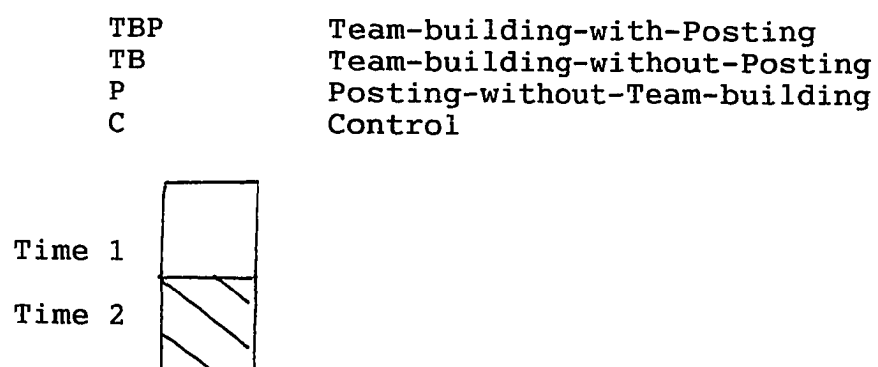 TBP Team-building-with-Posting
TB Team-building-without-Posting
P Posting-without-Team-building
C Control
Time 1
Time 2